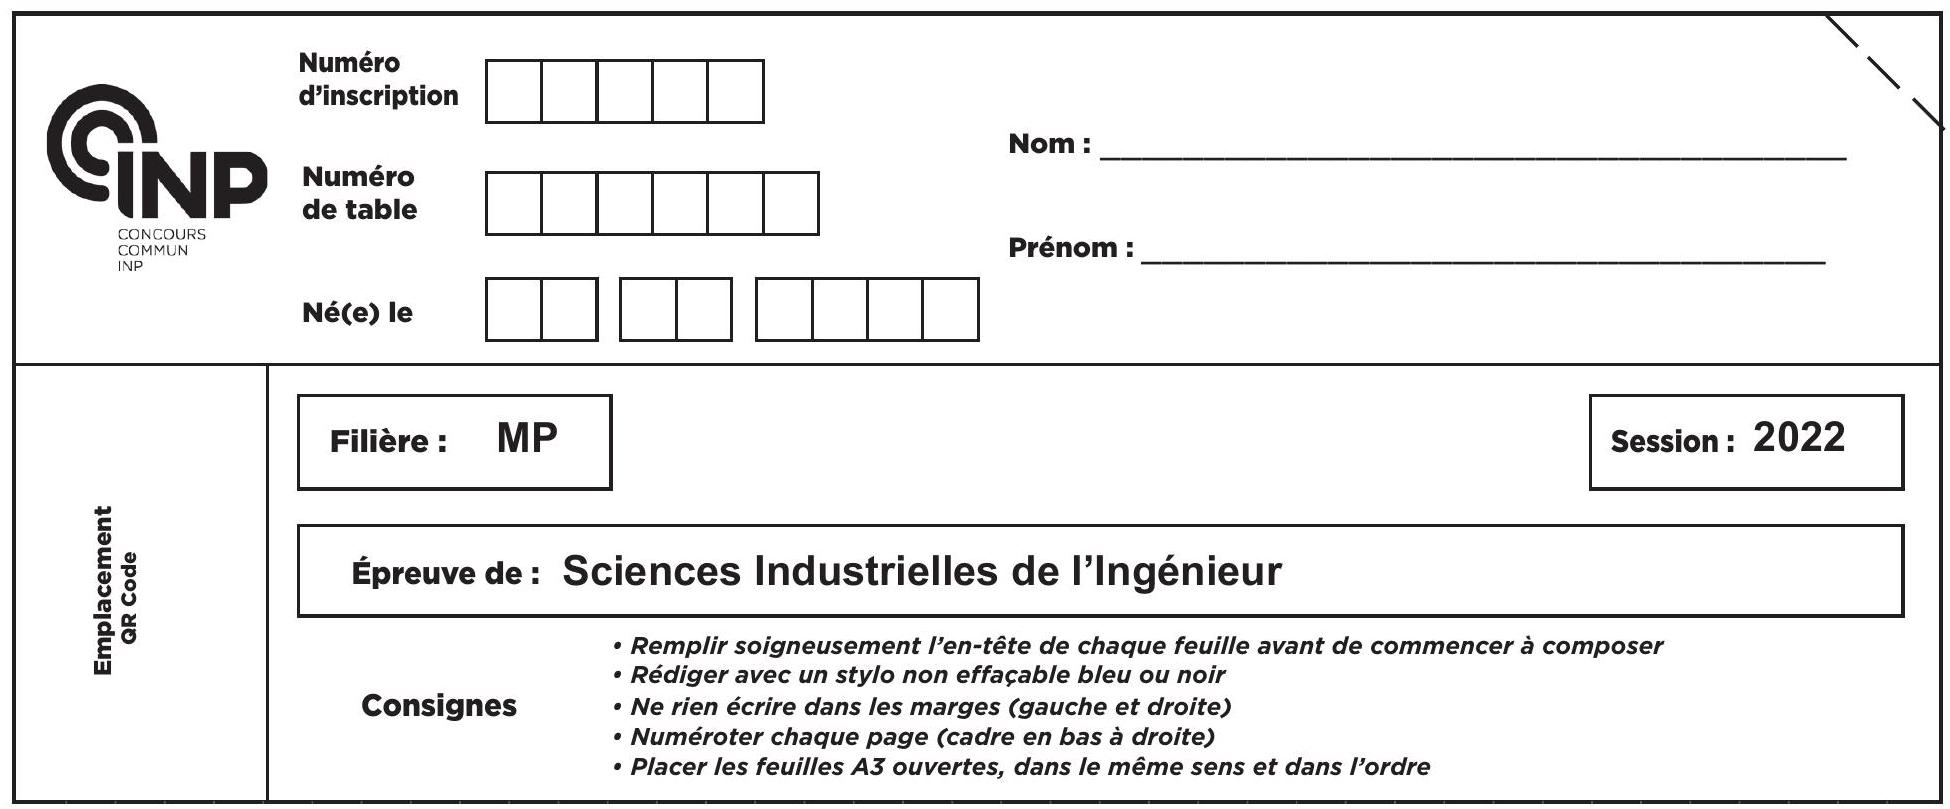 Numéro
d'inscription
Numéro
de table
Né(e) le
Nom :
Prénom :
INP
CONCOURS
COMMUN
INP
Filière : MP
Session : 2022
Épreuve de : Sciences Industrielles de l'Ingénieur
Emplacement
QR Code
Consignes
• Remplir soigneusement l'en-tête de chaque feuille avant de commencer à composer
• Rédiger avec un stylo non effaçable bleu ou noir
• Ne rien écrire dans les marges (gauche et droite)
• Numéroter chaque page (cadre en bas à droite)
• Placer les feuilles A3 ouvertes, dans le même sens et dans l'ordre